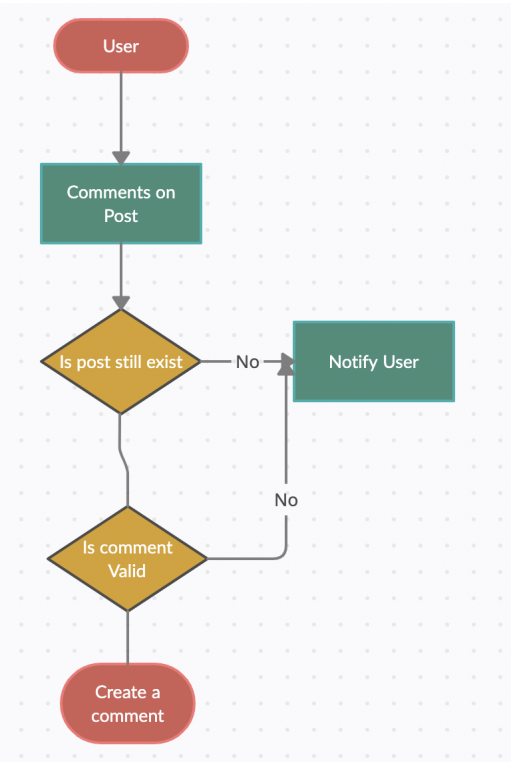 User
Comments on
Post
Is post still exist
No
Notify User
No
Is comment
Valid
Create a
comment